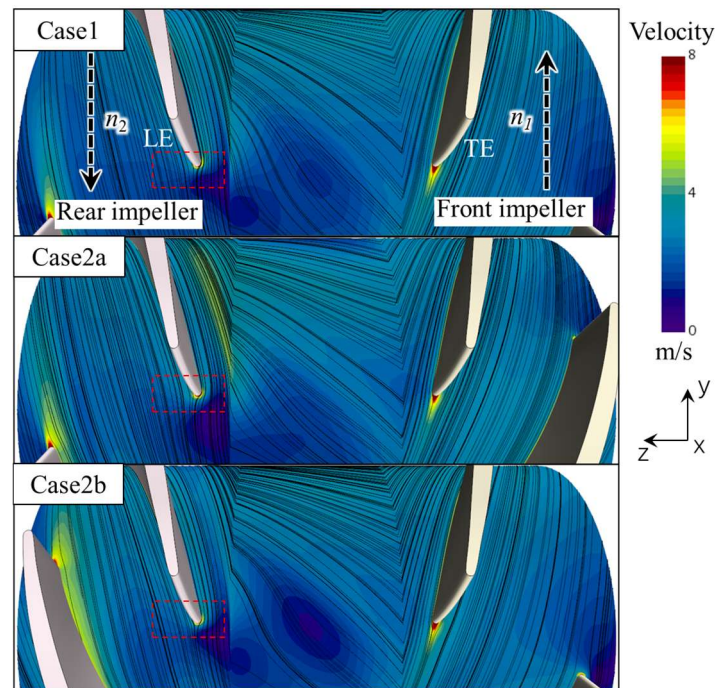 Case1
n2
LE
Rear impeller
TE
n1
Front impeller
Case2a
Case2b
Velocity
8
4
0
m/s
y
z
x